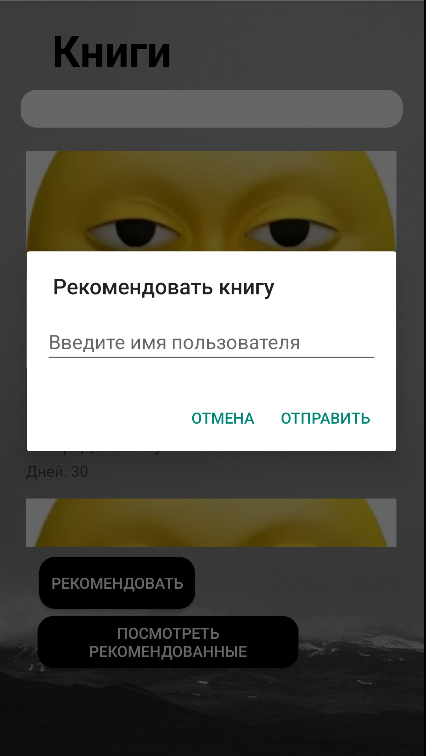 Книги
Рекомендовать книгу
Введите имя пользователя
ОТМЕНА ОТПРАВИТЬ
Дней: 30
РЕКОМЕНДОВАТЬ
ПОСМОТРЕТЬ
РЕКОМЕНДОВАННЫЕ